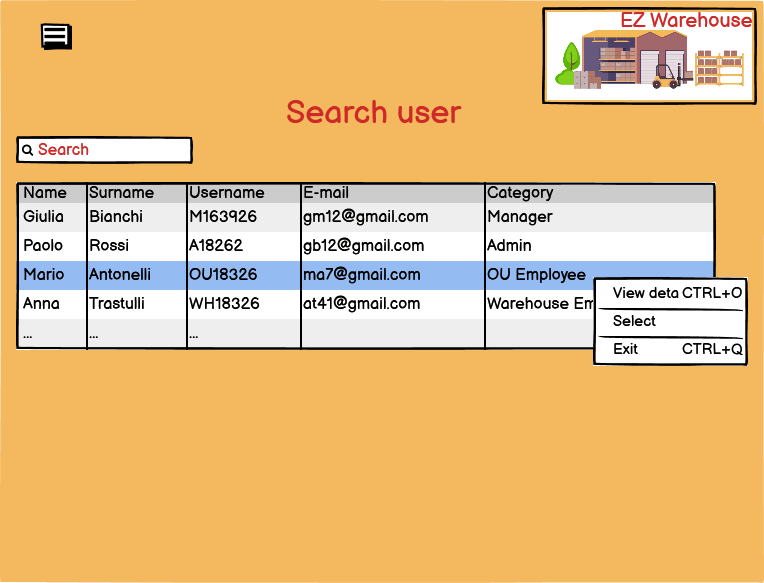 EZ Warehouse
Search user
Search
Name Surname Username E-mail Category
Giulia Bianchi M163926 gm12@gmail.com Manager
Paolo Rossi A18262 gb12@gmail.com Admin
Mario Antonelli OU18326 ma7@gmail.com OU Employee
Anna Trastulli WH18326 at41@gmail.com Warehouse Em
... ... ...
View deta CTRL+O
Select
Exit CTRL+Q